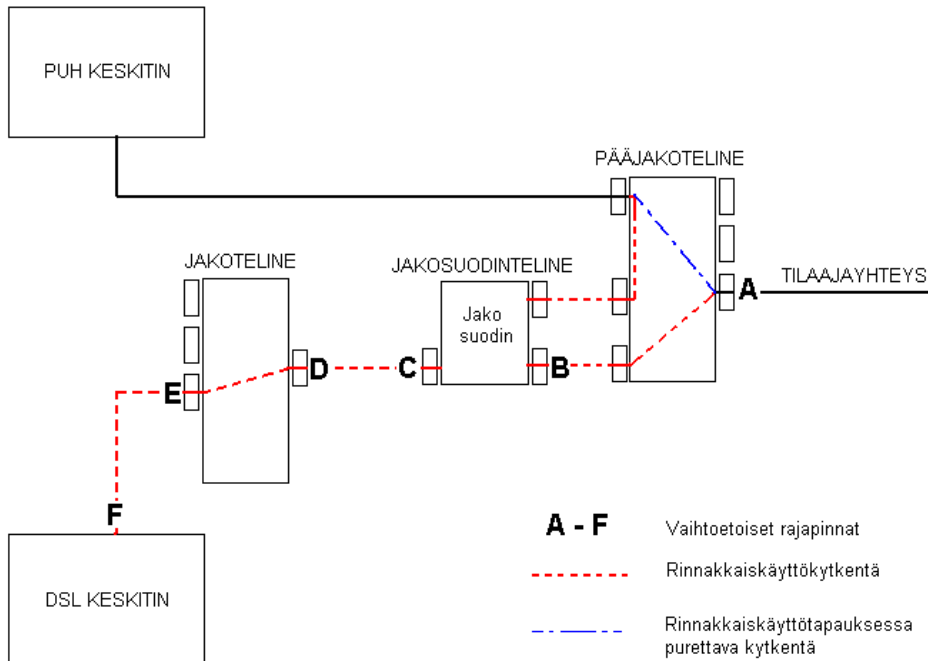 PUH KESKITIN
PÄÄJAKOTELINE
JAKOTELINE
JAKOSUODINTELINE
TILAAJAYHTEYS
Jako
suodin
A
B
C
D
E
F
DSL KESKITIN
A - F Vaihtoetoiset rajapinnat
Rinnakkaiskäyttökytkentä
Rinnakkaiskäyttötapauksessa
purettava kytkentä